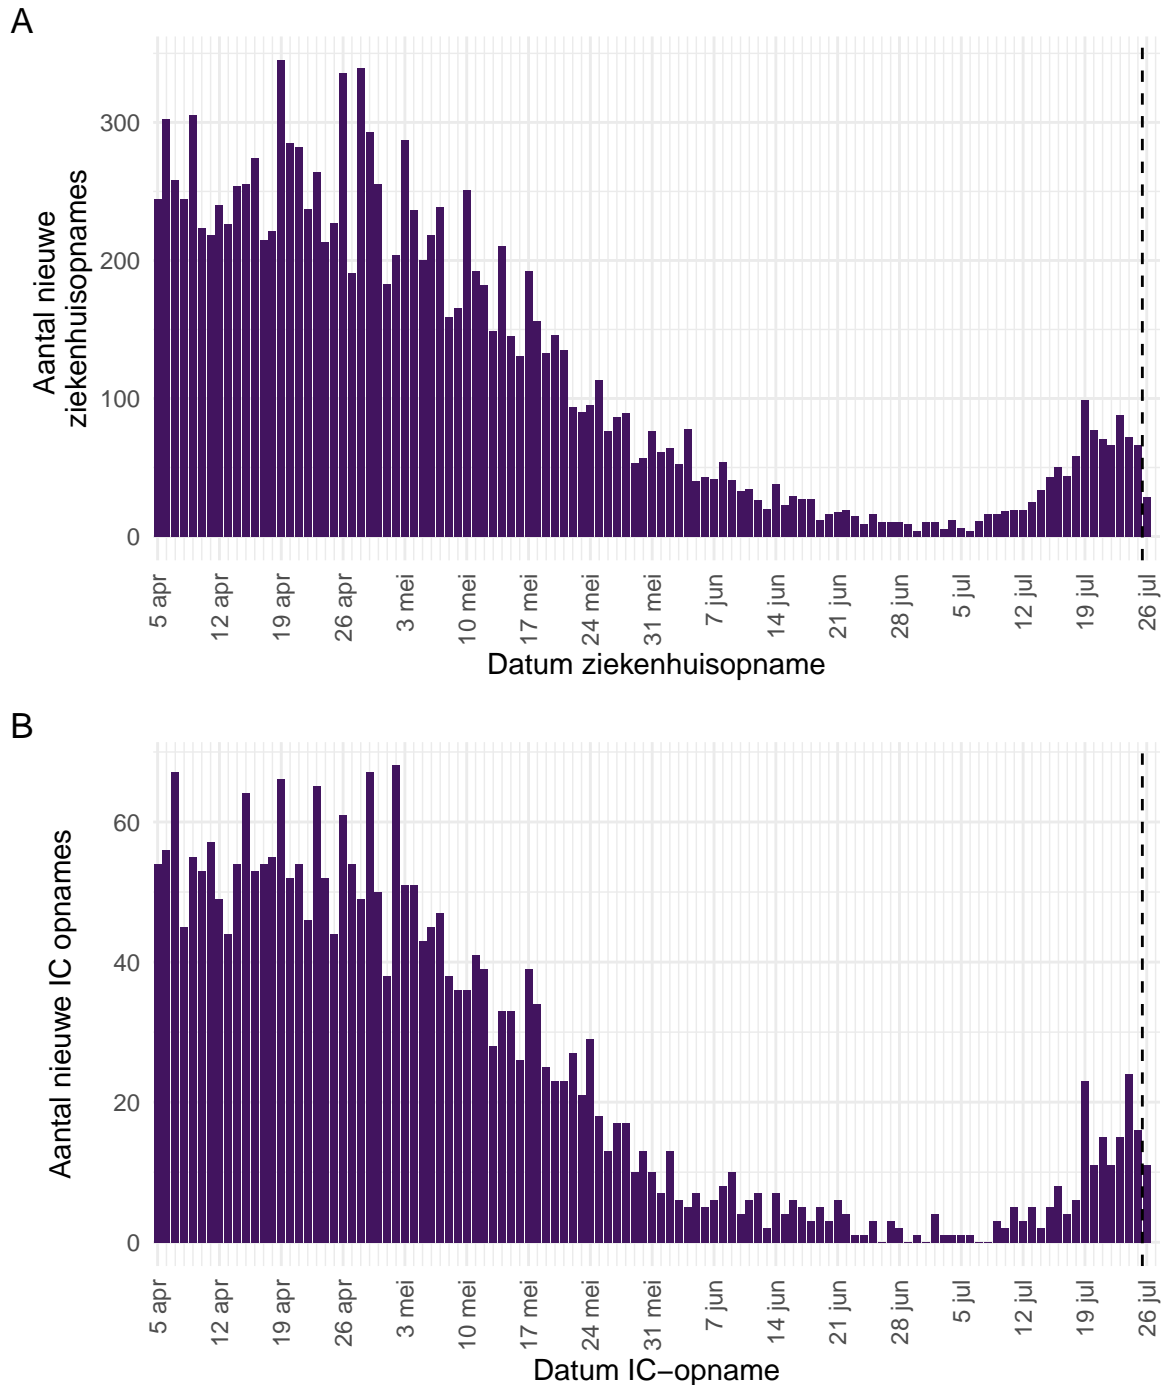 A
300
200
100
0
Aantal nieuwe
ziekenhuisopnames
5 apr
12 apr
19 apr
26 apr
3 mei
10 mei
17 mei
24 mei
31 mei
7 jun
14 jun
21 jun
28 jun
5 jul
12 jul
19 jul
26 jul
Datum ziekenhuisopname
B
60
40
20
0
Aantal nieuwe IC opnames
5 apr
12 apr
19 apr
26 apr
3 mei
10 mei
17 mei
24 mei
31 mei
7 jun
14 jun
21 jun
28 jun
5 jul
12 jul
19 jul
26 jul
Datum IC−opname